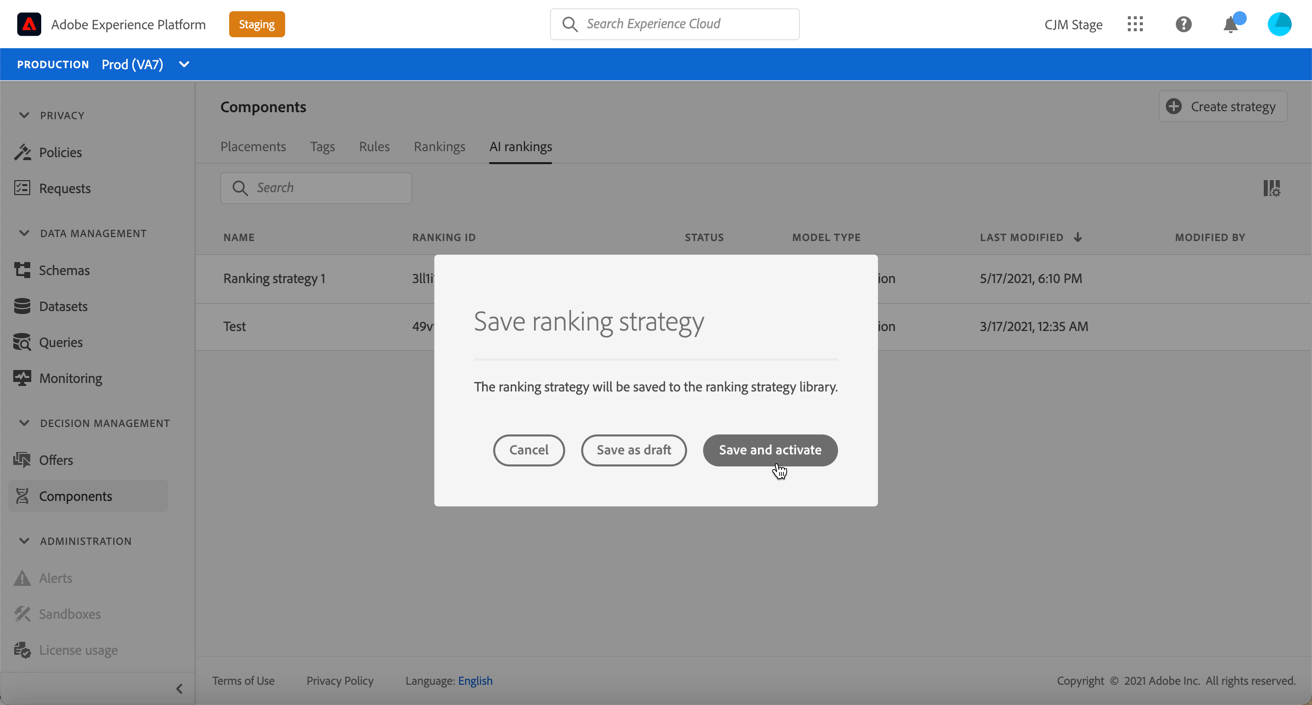 Adobe Experience Platform
Staging
Search Experience Cloud
CJM Stage
PRODUCTION Prod (VA7)
PRIVACY
Policies
Requests
DATA MANAGEMENT
Schemas
Datasets
Queries
Monitoring
DECISION MANAGEMENT
Offers
Components
ADMINISTRATION
Alerts
Sandboxes
License usage
Components
Create strategy
Placements Tags Rules Rankings AI rankings
Search
NAME RANKING ID STATUS MODEL TYPE LAST MODIFIED MODIFIED BY
Ranking strategy 1 ion 5/17/2021, 6:10 PM
Test 49v ion 3/17/2021, 12:35 AM
Save ranking strategy
The ranking strategy will be saved to the ranking strategy library.
Cancel Save as draft Save and activate
Terms of Use Privacy Policy Language: English Copyright © 2021 Adobe Inc. All rights reserved.